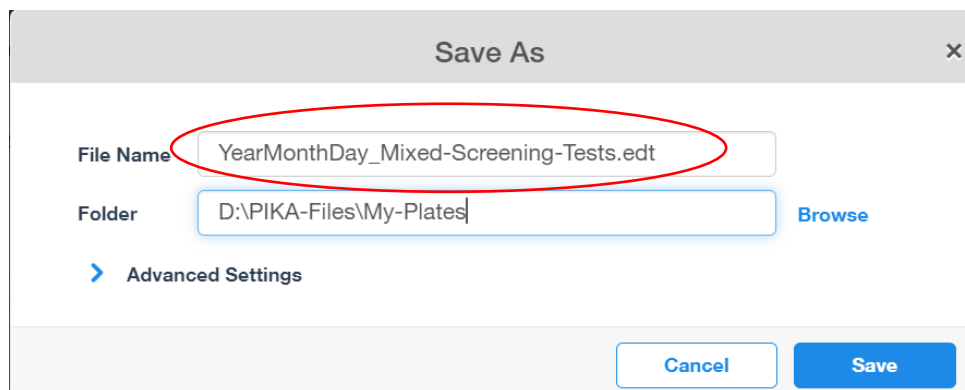 Save As ×
File Name YearMonthDay_Mixed-Screening-Tests.edt
Folder D:\PIKA-Files\My-Plates Browse
Advanced Settings
Cancel Save